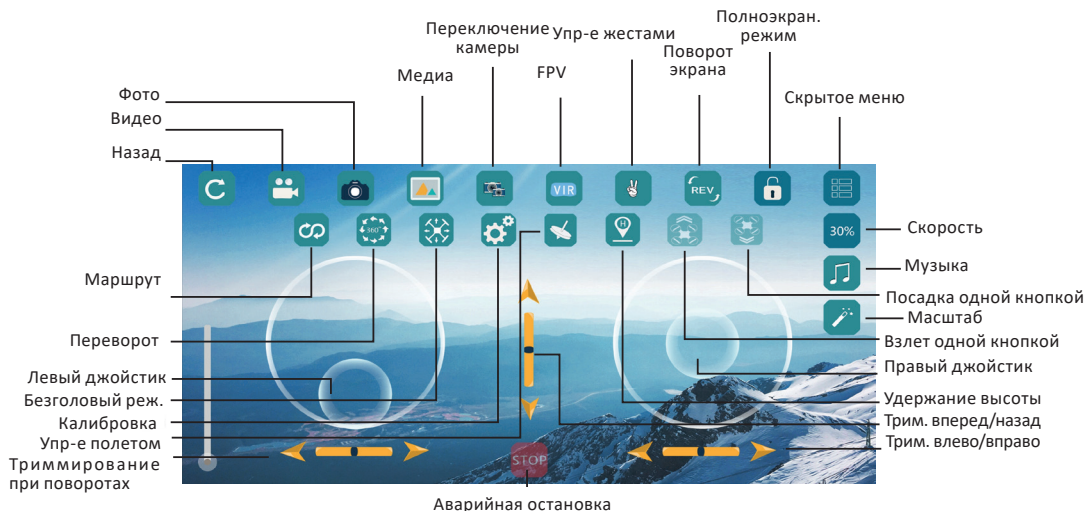 Полноэкран.
режим
Переключение
камеры
Упр-е жестами
Поворот
экрана
Медиа
FPV
Скрытое меню
Фото
Видео
Назад
VIR
REV
360°
H
30%
Скорость
Музыка
Маршрут
Посадка одной кнопкой
Масштаб
Переворот
Взлет одной кнопкой
Правый джойстик
Левый джойстик
Безголовый реж.
Удержание высоты
Калибровка
Трим. вперед/назад
Упр-е полетом
Трим. влево/вправо
Триммирование
при поворотах
STOP
Аварийная остановка